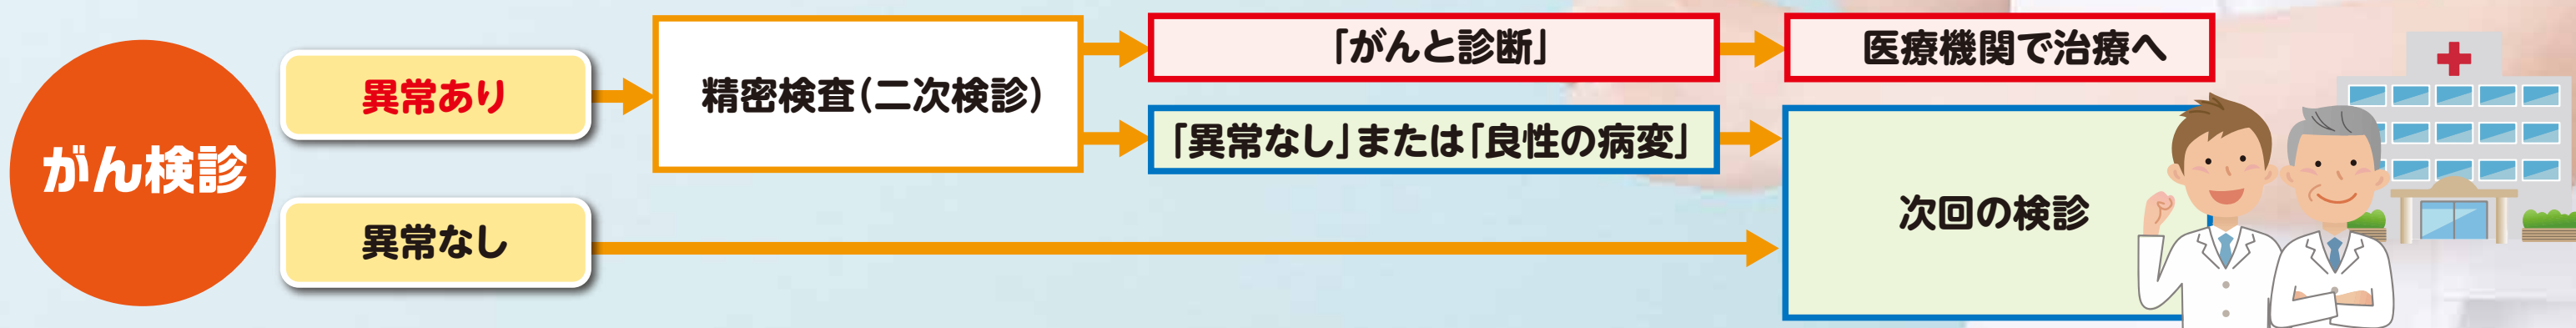 がん検診
異常あり
精密検査(二次検診)
「がんと診断」
医療機関で治療へ
「異常なし」または「良性の病変」
異常なし
次回の検診